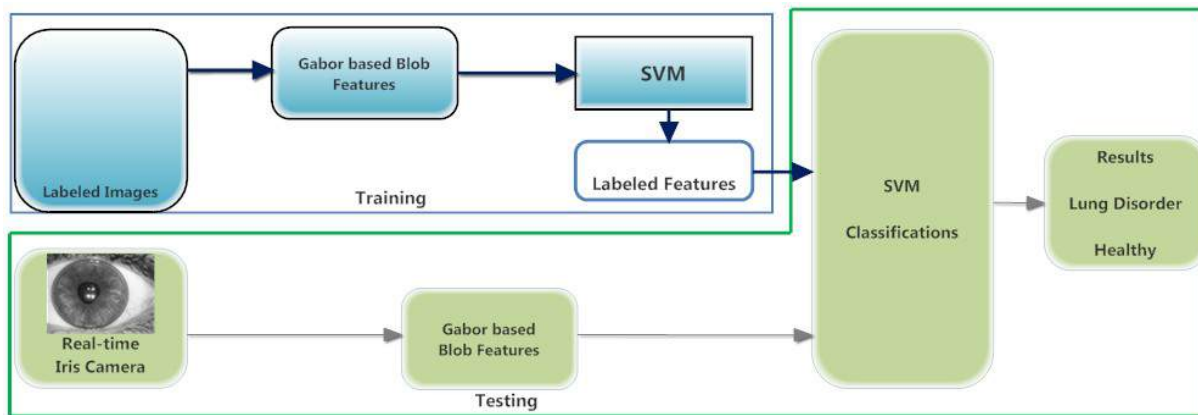 Labeled Images
Gabor based Blob
Features
SVM
Labeled Features
Training
SVM
Classifications
Results
Lung Disorder
Healthy
Real-time
Iris Camera
Gabor based
Blob Features
Testing